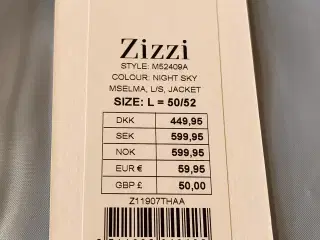 Zizzi
STYLE: M52409A
COLOUR: NIGHT SKY
MSELMA, L/S, JACKET
SIZE: L = 50/52
DKK 449,95
SEK 599,95
NOK 599,95
EUR € 59,95
GBP £ 50,00
Z11907THAA